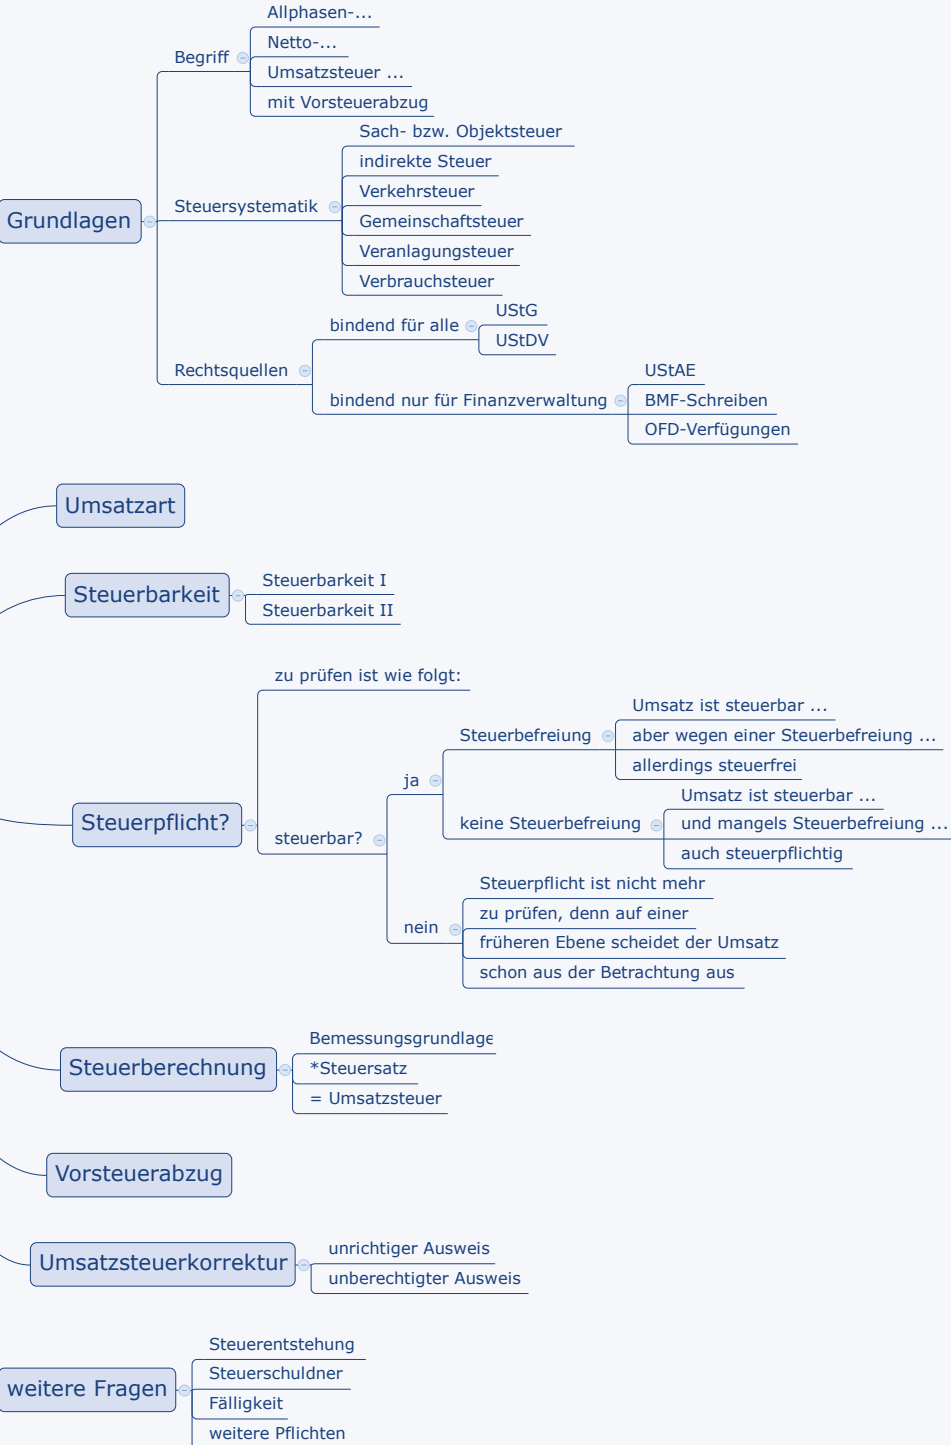 Allphasen-...
Netto-...
Begriff
Umsatzsteuer ...
mit Vorsteuerabzug
Sach- bzw. Objektsteuer
indirekte Steuer
Verkehrsteuer
Steuersystematik
Grundlagen
Gemeinschaftsteuer
Veranlagungsteuer
Verbrauchsteuer
UStG
bindend für alle
UStDV
Rechtsquellen
UStAE
bindend nur für Finanzverwaltung
BMF-Schreiben
OFD-Verfügungen
Umsatzart
Steuerbarkeit
Steuerbarkeit I
Steuerbarkeit II
zu prüfen ist wie folgt:
Umsatz ist steuerbar ...
Steuerbefreiung
aber wegen einer Steuerbefreiung ...
allerdings steuerfrei
ja
Umsatz ist steuerbar ...
keine Steuerbefreiung
und mangels Steuerbefreiung ...
auch steuerpflichtig
Steuerpflicht?
steuerbar?
Steuerpflicht ist nicht mehr
zu prüfen, denn auf einer
nein
früheren Ebene scheidet der Umsatz
schon aus der Betrachtung aus
Bemessungsgrundlage
Steuerberechnung
*Steuersatz
= Umsatzsteuer
Vorsteuerabzug
Umsatzsteuerkorrektur
unrichtiger Ausweis
unberechtigter Ausweis
Steuerentstehung
Steuerschuldner
weitere Fragen
Fälligkeit
weitere Pflichten